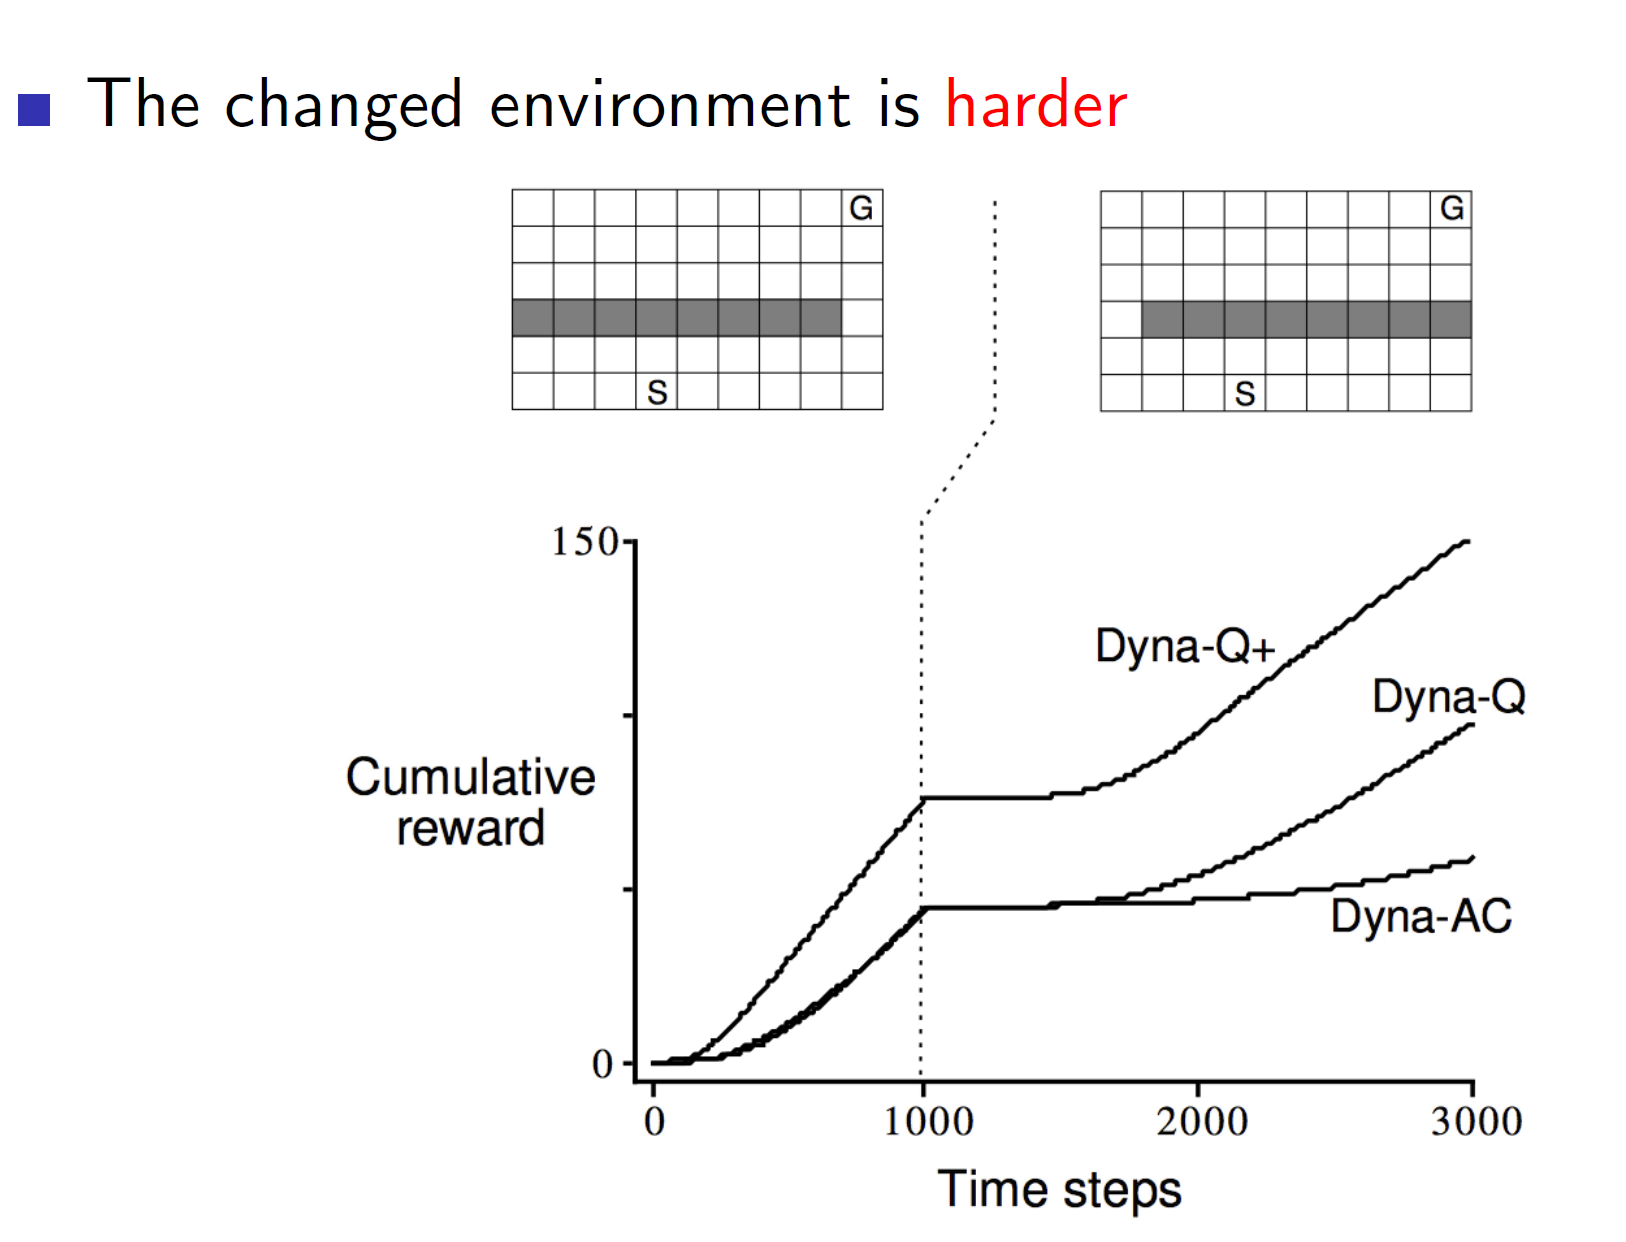 The changed environment is harder
G
G
S
S
150
Dyna-Q+
Dyna-Q
Cumulative
reward
Dyna-AC
0
0 1000 2000 3000
Time steps